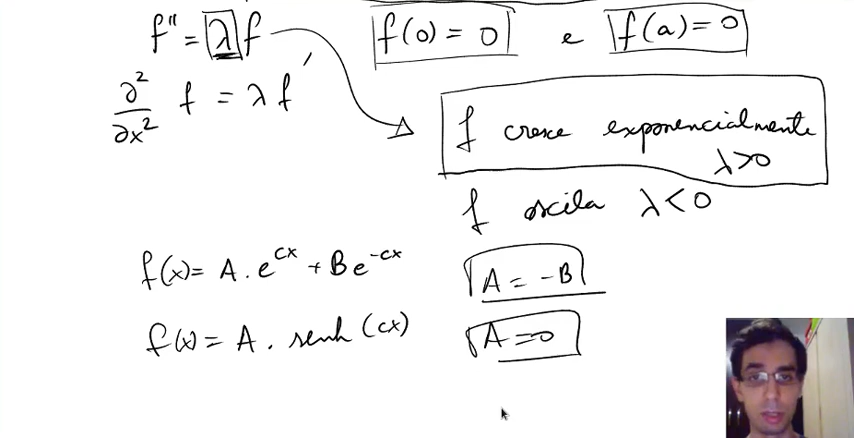 f'' = λ f f(0) = 0 e f(a) = 0
∂²/∂x² f = λ f
f cresce exponencialmente
λ>0
f oscila λ < 0
f(x) = A . e^cx + B e^-cx A = -B
f(x) = A . senh (cx) A = 0